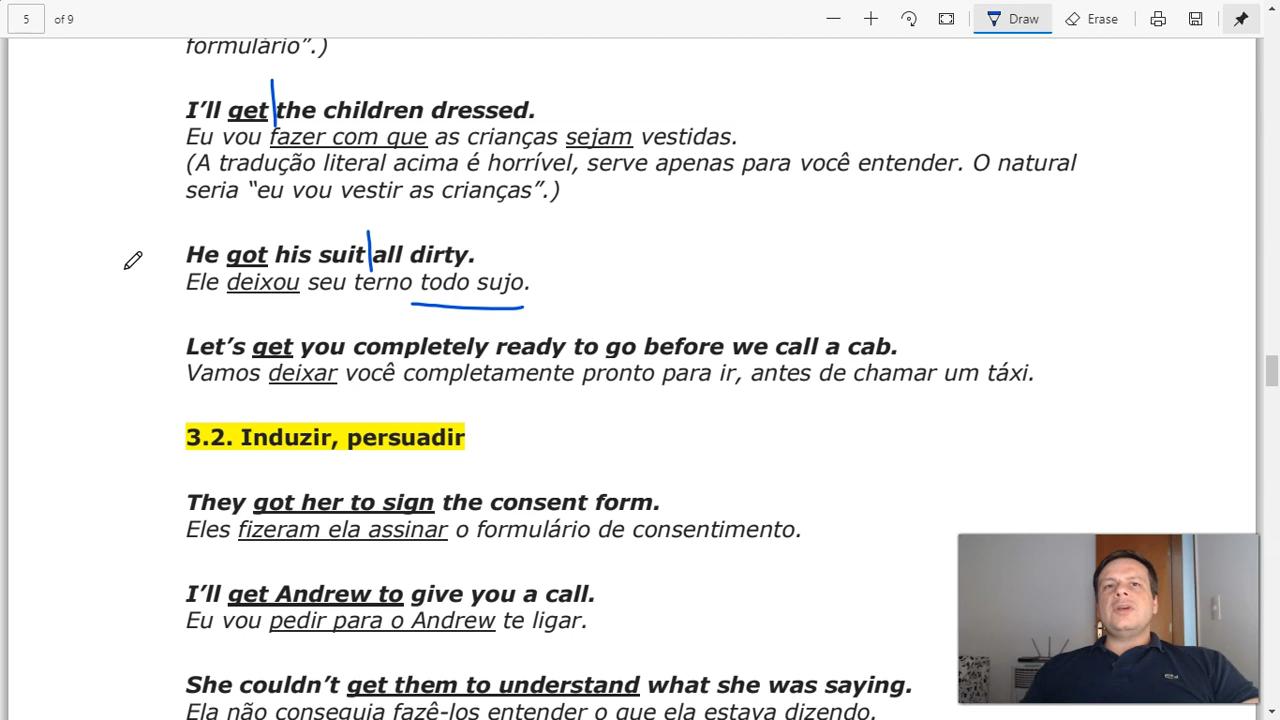 5 of 9 Draw Erase
formulário”.)
I’ll get the children dressed.
Eu vou fazer com que as crianças sejam vestidas.
(A tradução literal acima é horrível, serve apenas para você entender. O natural
seria “eu vou vestir as crianças”.)
He got his suit all dirty.
Ele deixou seu terno todo sujo.
Let’s get you completely ready to go before we call a cab.
Vamos deixar você completamente pronto para ir, antes de chamar um táxi.
3.2. Induzir, persuadir
They got her to sign the consent form.
Eles fizeram ela assinar o formulário de consentimento.
I’ll get Andrew to give you a call.
Eu vou pedir para o Andrew te ligar.
She couldn’t get them to understand what she was saying.
Ela não conseguia fazê-los entender o que ela estava dizendo.